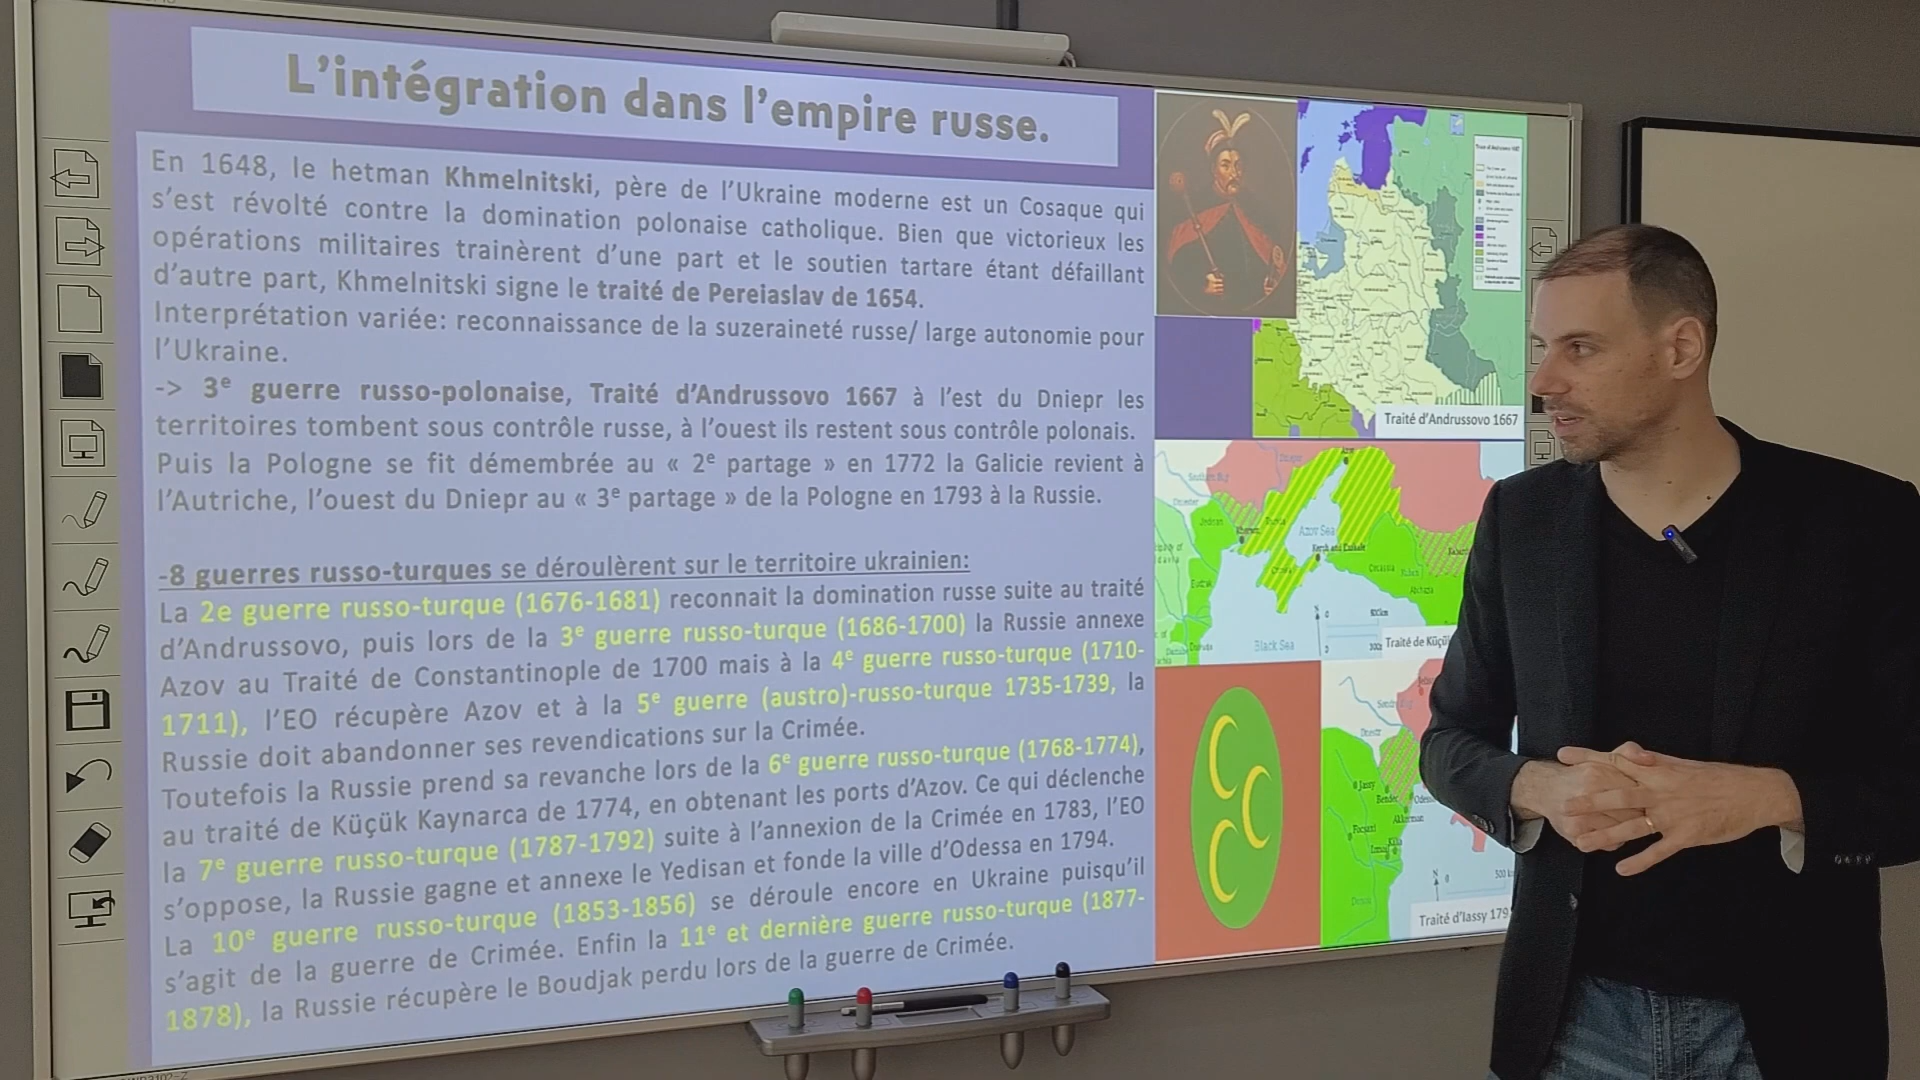 L'intégration dans l'empire russe.
En 1648, le hetman Khmelnitski, père de l'Ukraine moderne est un Cosaque qui
s'est révolté contre la domination polonaise catholique. Bien que victorieux les
opérations militaires trainèrent d'une part et le soutien tartare étant défaillant
d'autre part, Khmelnitski signe le traité de Pereiaslav de 1654.
Interprétation variée: reconnaissance de la suzeraineté russe/ large autonomie pour
l'Ukraine.
-> 3e guerre russo-polonaise, Traité d'Andrussovo 1667 à l'est du Dniepr les
territoires tombent sous contrôle russe, à l'ouest ils restent sous contrôle polonais.
Puis la Pologne se fit démembrée au « 2e partage » en 1772 la Galicie revient à
l'Autriche, l'ouest du Dniepr au « 3e partage » de la Pologne en 1793 à la Russie.
-8 guerres russo-turques se déroulèrent sur le territoire ukrainien:
La 2e guerre russo-turque (1676-1681) reconnait la domination russe suite au traité
d'Andrussovo, puis lors de la 3e guerre russo-turque (1686-1700) la Russie annexe
Azov au Traité de Constantinople de 1700 mais à la 4e guerre russo-turque (1710-
1711), l'EO récupère Azov et à la 5e guerre (austro)-russo-turque 1735-1739, la
Russie doit abandonner ses revendications sur la Crimée.
Toutefois la Russie prend sa revanche lors de la 6e guerre russo-turque (1768-1774),
au traité de Küçük Kaynarca de 1774, en obtenant les ports d'Azov. Ce qui déclenche
la 7e guerre russo-turque (1787-1792) suite à l'annexion de la Crimée en 1783, l'EO
s'oppose, la Russie gagne et annexe le Yedisan et fonde la ville d'Odessa en 1794.
La 10e guerre russo-turque (1853-1856) se déroule encore en Ukraine puisqu'il
s'agit de la guerre de Crimée. Enfin la 11e et dernière guerre russo-turque (1877-
1878), la Russie récupère le Boudjak perdu lors de la guerre de Crimée.
Traité d'Andrussovo 1667
Azov
Azov Sea
Black Sea
Traité de Küçü
Dniestr
Jassy
Bender
Akkerman
500
Traité d'Iassy 179